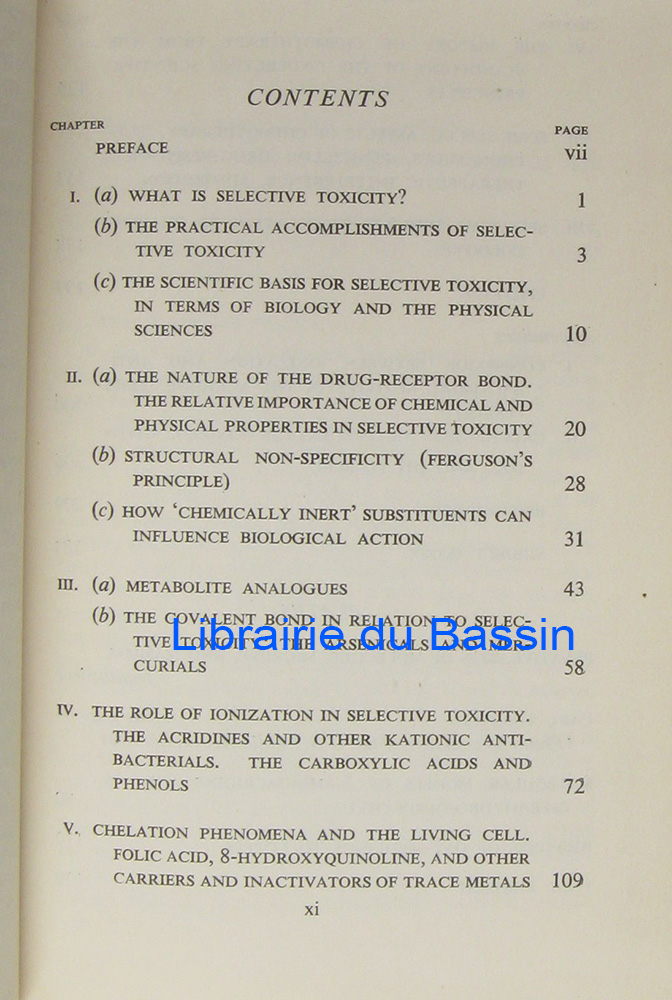 CONTENTS
CHAPTER PAGE
PREFACE vii
I. (a) WHAT IS SELECTIVE TOXICITY? 1
(b) THE PRACTICAL ACCOMPLISHMENTS OF SELEC-
TIVE TOXICITY 3
(c) THE SCIENTIFIC BASIS FOR SELECTIVE TOXICITY,
IN TERMS OF BIOLOGY AND THE PHYSICAL
SCIENCES 10
II. (a) THE NATURE OF THE DRUG-RECEPTOR BOND.
THE RELATIVE IMPORTANCE OF CHEMICAL AND
PHYSICAL PROPERTIES IN SELECTIVE TOXICITY 20
(b) STRUCTURAL NON-SPECIFICITY (FERGUSON'S
PRINCIPLE) 28
(c) HOW 'CHEMICALLY INERT' SUBSTITUENTS CAN
INFLUENCE BIOLOGICAL ACTION 31
III. (a) METABOLITE ANALOGUES 43
(b) THE COVALENT BOND IN RELATION TO SELEC-
TIVE TOXICITY. THE ARSENICALS AND MER-
CURIALS 58
Librairie du Bassin
IV. THE ROLE OF IONIZATION IN SELECTIVE TOXICITY.
THE ACRIDINES AND OTHER KATIONIC ANTI-
BACTERIALS. THE CARBOXYLIC ACIDS AND
PHENOLS 72
V. CHELATION PHENOMENA AND THE LIVING CELL.
FOLIC ACID, 8-HYDROXYQUINOLINE, AND OTHER
CARRIERS AND INACTIVATORS OF TRACE METALS 109
xi